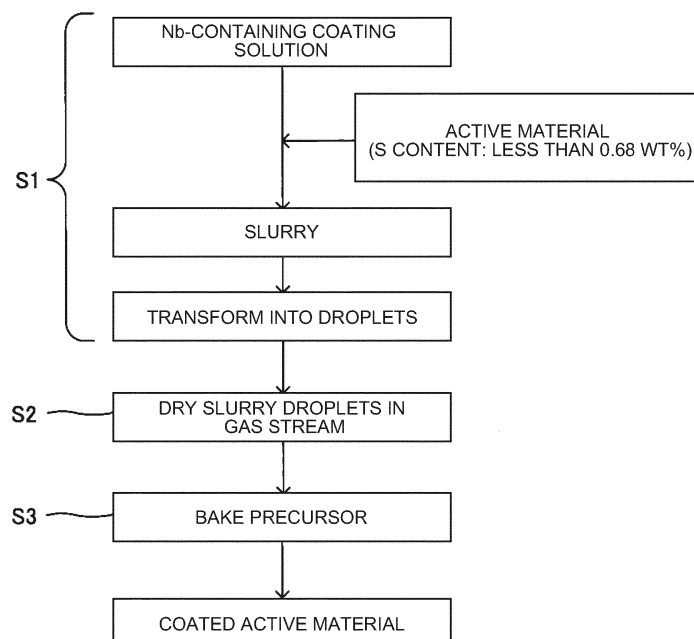 Nb-CONTAINING COATING
SOLUTION
ACTIVE MATERIAL
(S CONTENT: LESS THAN 0.68 WT%)
S1
SLURRY
TRANSFORM INTO DROPLETS
S2
DRY SLURRY DROPLETS IN
GAS STREAM
S3
BAKE PRECURSOR
COATED ACTIVE MATERIAL